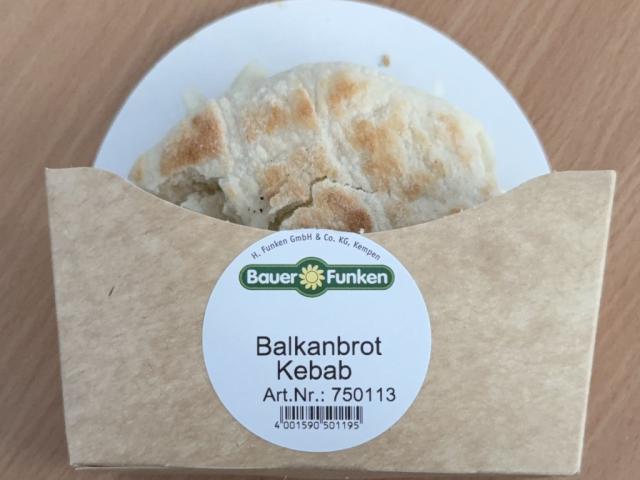 H. Funken GmbH & Co. KG, Kempen
Bauer Funken
Balkanbrot
Kebab
Art.Nr.: 750113
4 001590 501195